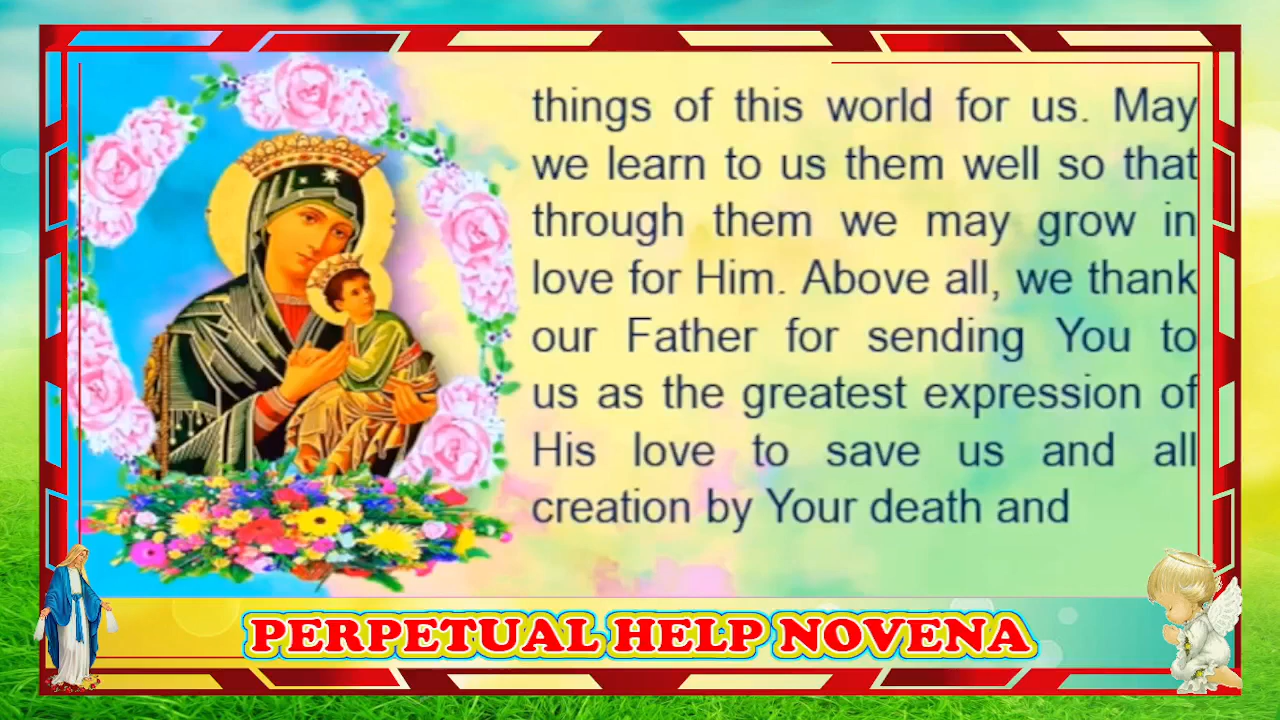 things of this world for us. May
we learn to us them well so that
through them we may grow in
love for Him. Above all, we thank
our Father for sending You to
us as the greatest expression of
His love to save us and all
creation by Your death and
PERPETUAL HELP NOVENA